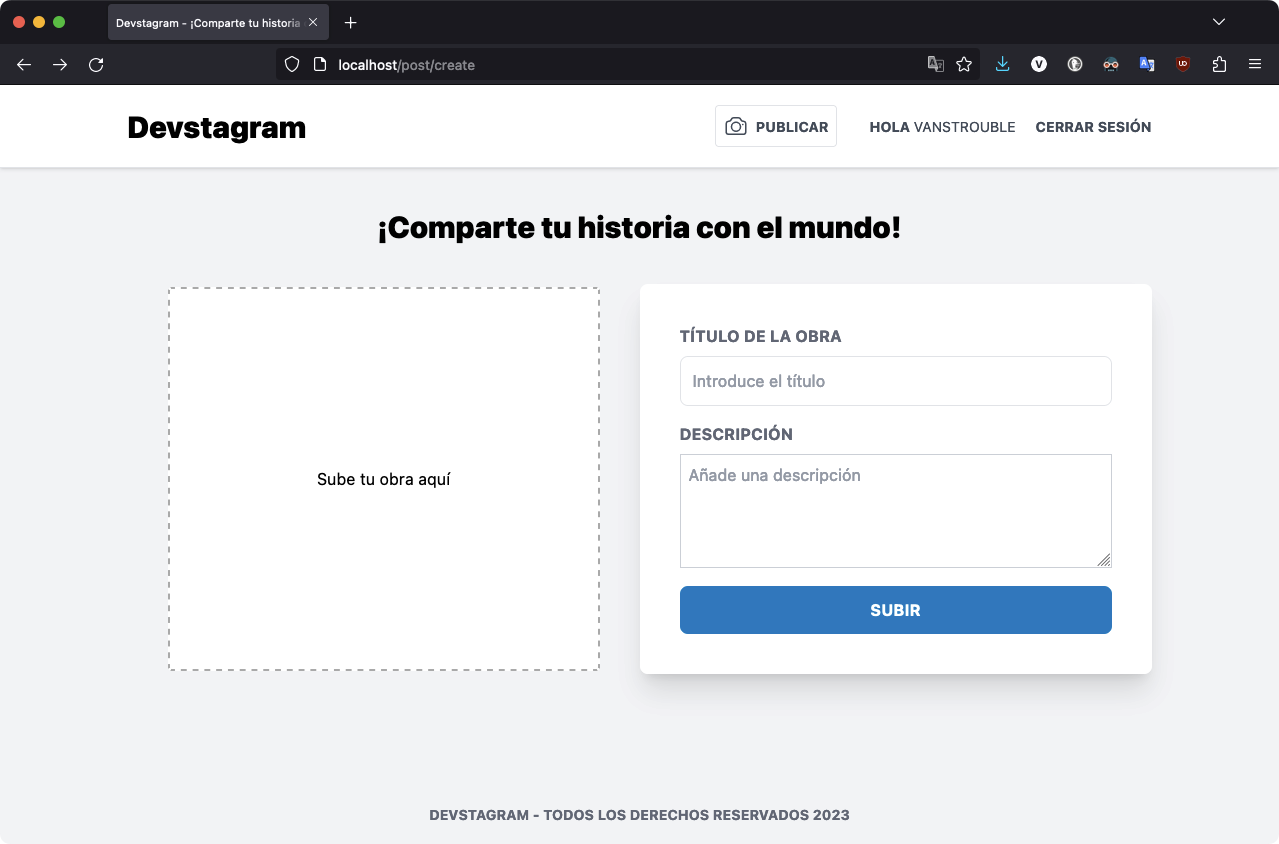 Devstagram - ¡Comparte tu historia
localhost/post/create
Devstagram
PUBLICAR
HOLA VANSTROUBLE
CERRAR SESIÓN
¡Comparte tu historia con el mundo!
Sube tu obra aquí
TÍTULO DE LA OBRA
Introduce el título
DESCRIPCIÓN
Añade una descripción
SUBIR
DEVSTAGRAM - TODOS LOS DERECHOS RESERVADOS 2023